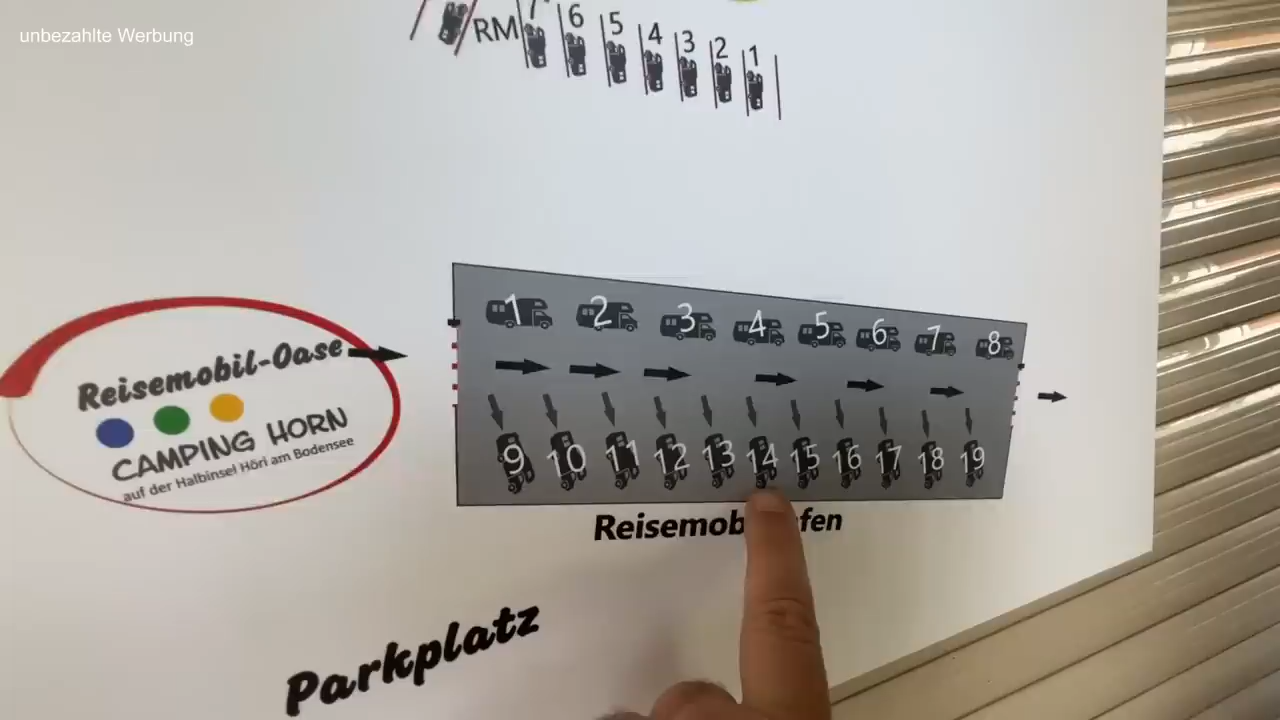 unbezahlte Werbung
RM 7 6 5 4 3 2 1
1 2 3 4 5 6 7 8
Reisemobil-Oase
CAMPING HORN
auf der Halbinsel Höri am Bodensee
9 10 11 12 13 14 15 16 17 18 19
Reisemob fen
Parkplatz